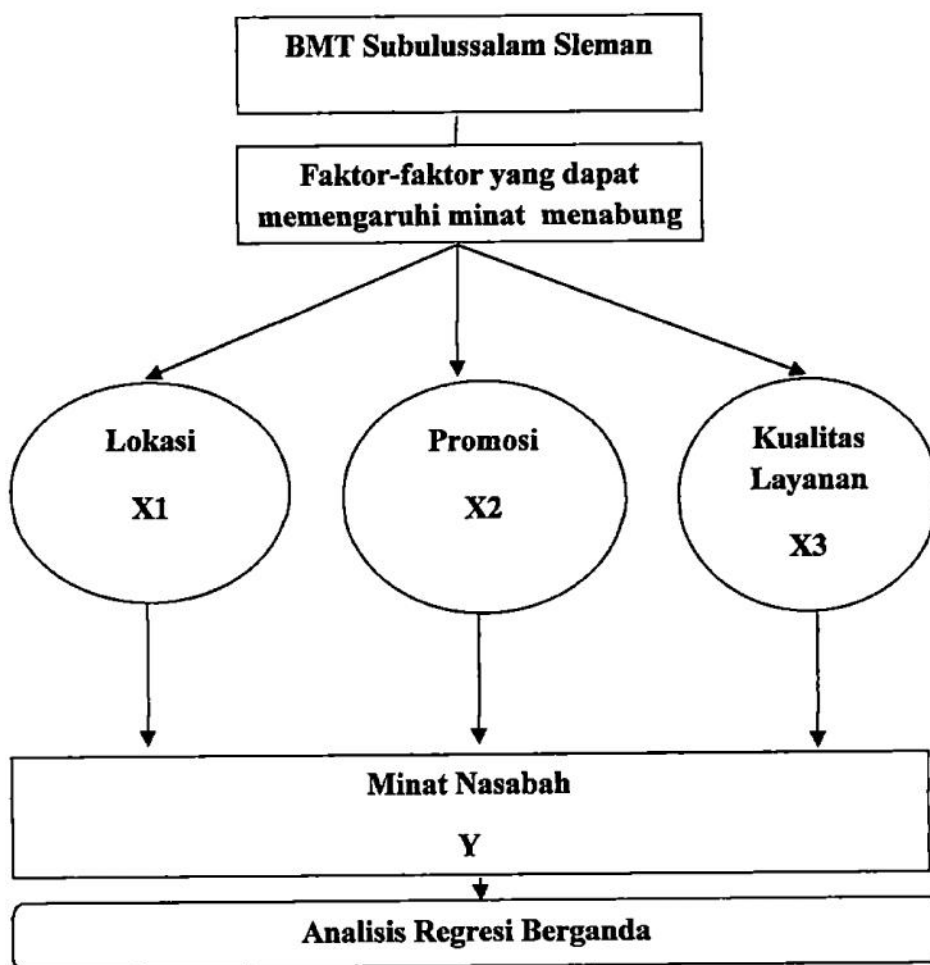 BMT Subulussalam Sleman
Faktor-faktor yang dapat
memengaruhi minat menabung
Lokasi
X1
Promosi
X2
Kualitas
Layanan
X3
Minat Nasabah
Y
Analisis Regresi Berganda